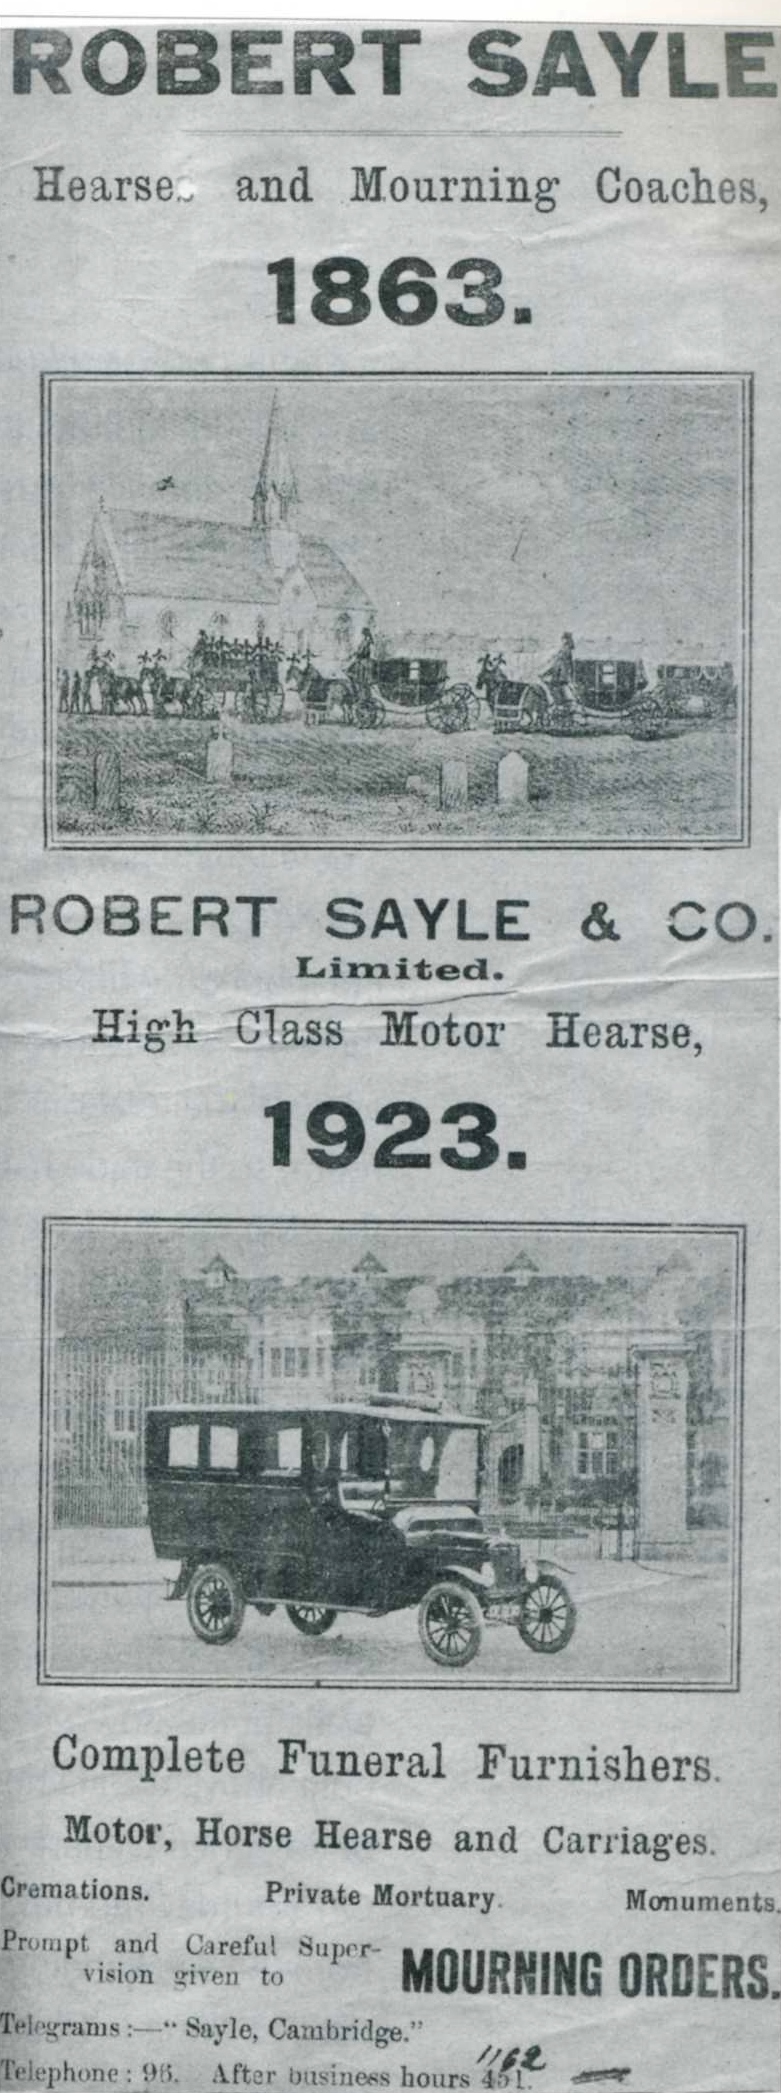 ROBERT SAYLE
Hearses and Mourning Coaches,
1863.
ROBERT SAYLE & CO.
Limited.
High Class Motor Hearse,
1923.
Complete Funeral Furnishers.
Motor, Horse Hearse and Carriages.
Cremations. Private Mortuary. Monuments.
Prompt and Careful Super-
vision given to MOURNING ORDERS.
Telegrams:—"Sayle, Cambridge."
1162
Telephone: 96. After business hours 451.